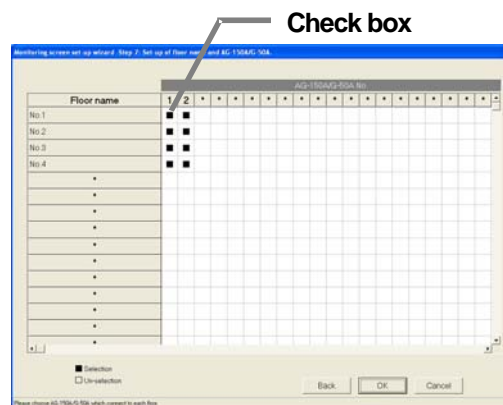 Check box
Monitoring screen set up wizard Step 7: Set up of floor name and AG-150A/G-50A.
AG-150A/G-50A No
Floor name 1 2 * * * * * * * * * * * * * * * *
No.1 ■ ■
No.2 ■ ■
No.3 ■ ■
No.4 ■ ■
*
*
*
*
*
*
*
*
*
*
■ Selection
□ Un-selection
Back OK Cancel
Please choose AG-150A/G-50A which connect in each floor.